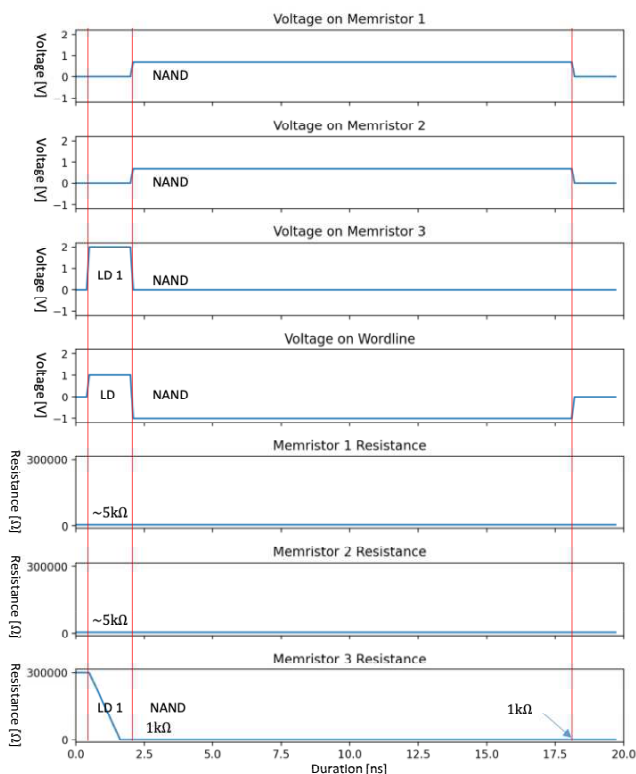 Voltage on Memristor 1
Voltage [V]
2
1
0
−1
NAND
Voltage on Memristor 2
Voltage [V]
2
1
0
−1
NAND
Voltage on Memristor 3
Voltage [V]
2
1
0
−1
LD 1
NAND
Voltage on Wordline
Voltage [V]
2
1
0
−1
LD
NAND
Memristor 1 Resistance
Resistance [Ω]
300000
0
~5kΩ
Memristor 2 Resistance
Resistance [Ω]
300000
0
~5kΩ
Memristor 3 Resistance
Resistance [Ω]
300000
0
LD 1
NAND
1kΩ
1kΩ
0.0 2.5 5.0 7.5 10.0 12.5 15.0 17.5 20.0
Duration [ns]